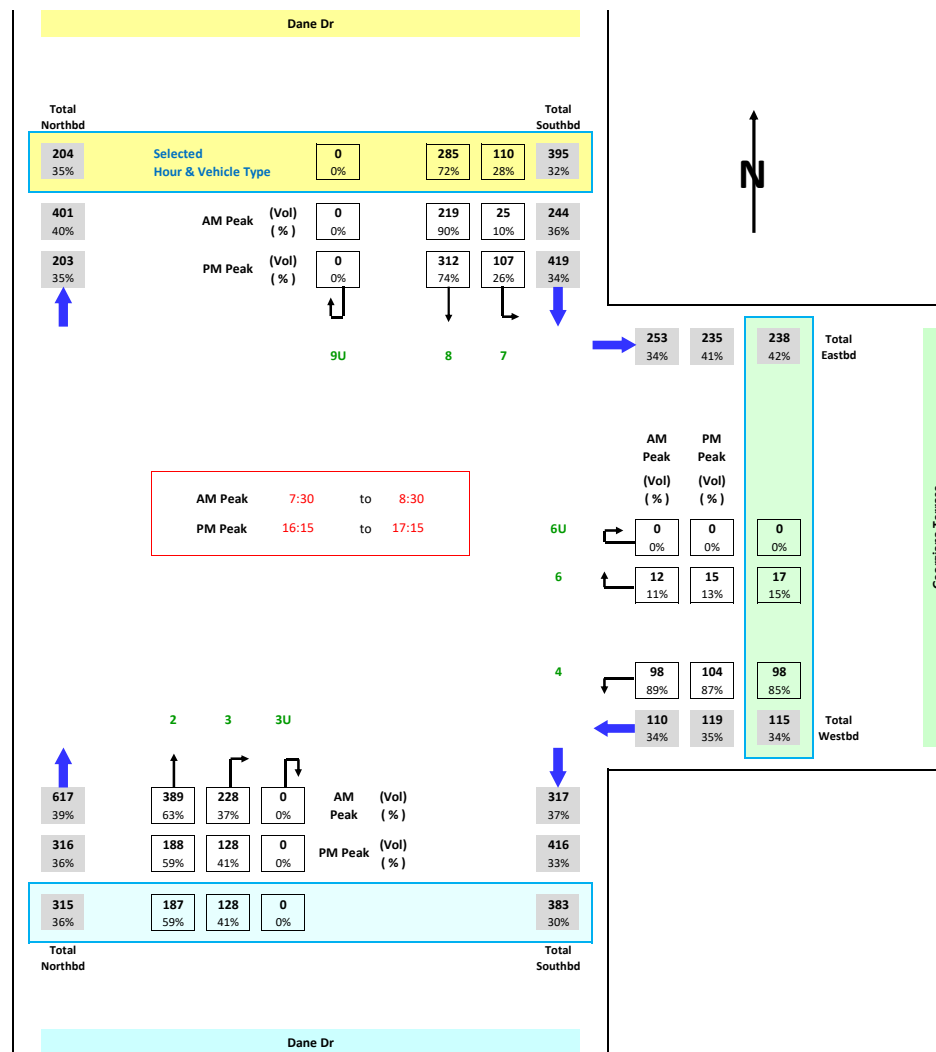 Dane Dr
Total Total
Northbd Southbd
204 Selected 0 285 110 395
35% Hour & Vehicle Type 0% 72% 28% 32%
N
401 AM Peak (Vol) 0 219 25 244
40% ( % ) 0% 90% 10% 36%
203 PM Peak (Vol) 0 312 107 419
35% ( % ) 0% 74% 26% 34%
253 235 238 Total
34% 41% 42% Eastbd
9U 8 7
AM PM
Peak Peak
(Vol) (Vol)
( % ) ( % )
AM Peak 7:30 to 8:30
PM Peak 16:15 to 17:15
6U 0 0 0
0% 0% 0%
6 12 15 17
11% 13% 15%
4 98 104 98
89% 87% 85%
2 3 3U
110 119 115 Total
34% 35% 34% Westbd
617 389 228 0 AM (Vol) 317
39% 63% 37% 0% Peak ( % ) 37%
316 188 128 0 PM Peak (Vol) 416
36% 59% 41% 0% ( % ) 33%
315 187 128 0 383
36% 59% 41% 0% 30%
Total Total
Northbd Southbd
Dane Dr